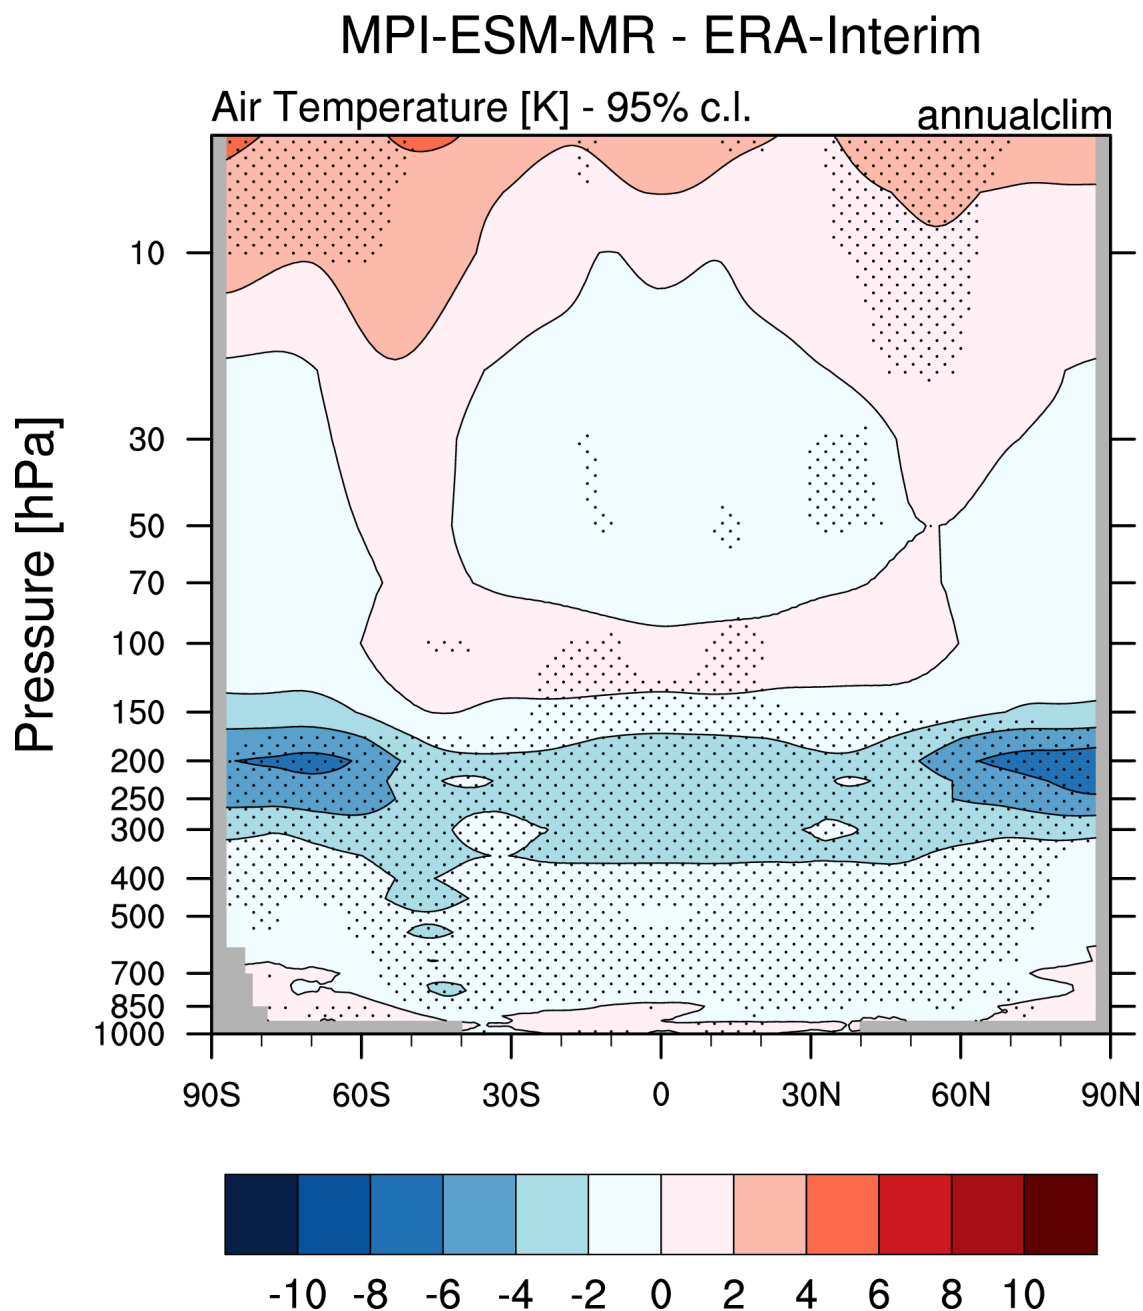 MPI-ESM-MR - ERA-Interim
Air Temperature [K] - 95% c.l.
annualclim
Pressure [hPa]
10
30
50
70
100
150
200
250
300
400
500
700
850
1000
90S 60S 30S 0 30N 60N 90N
-10 -8 -6 -4 -2 0 2 4 6 8 10